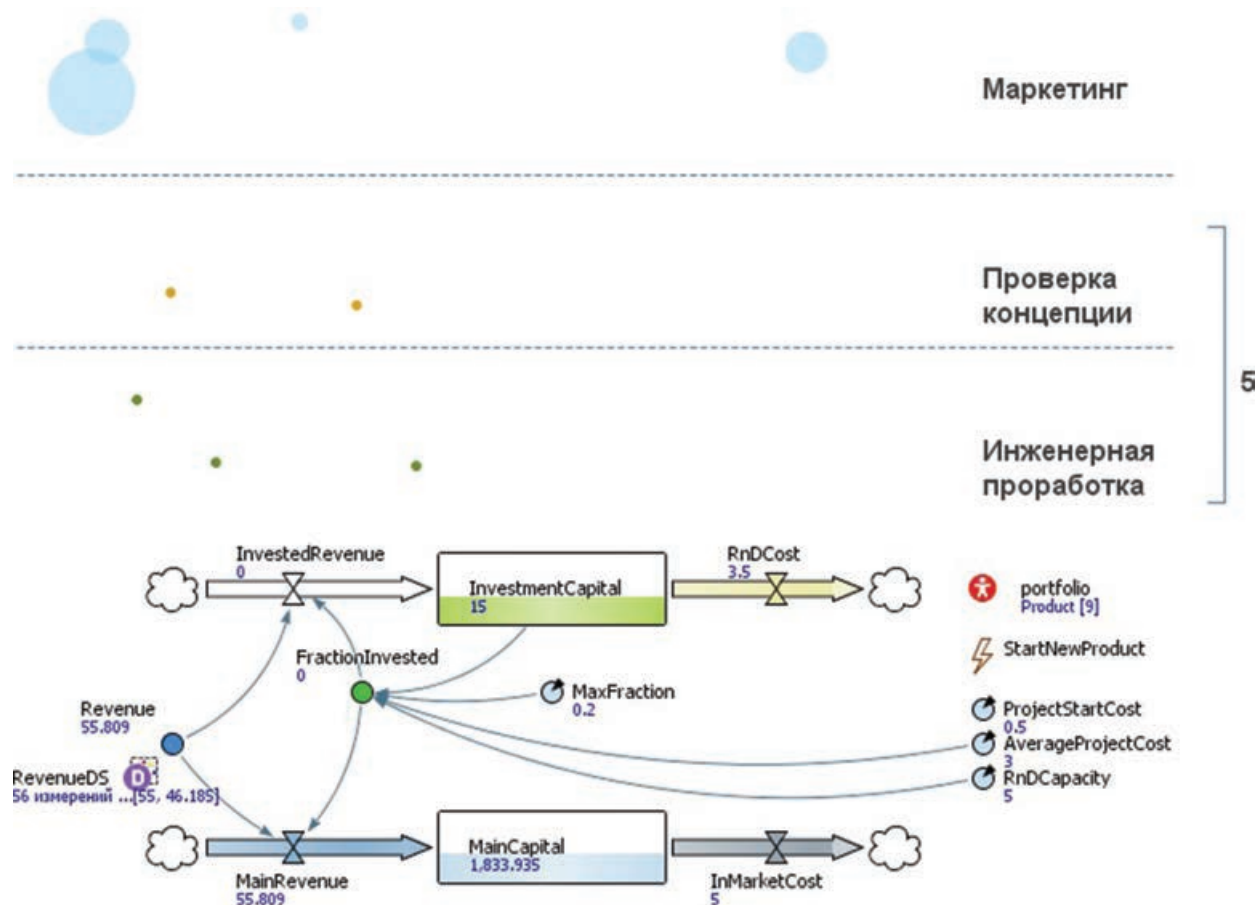 Маркетинг
Проверка
концепции
5
Инженерная
проработка
InvestedRevenue
0
InvestmentCapital
15
RnDCost
3.5
portfolio
Product [9]
StartNewProduct
FractionInvested
0
MaxFraction
0.2
ProjectStartCost
0.5
Revenue
55.809
AverageProjectCost
3
RevenueDS
D
56 измерений ...[55, 46.185]
RnDCapacity
5
MainCapital
1,833.935
MainRevenue
55.809
InMarketCost
5